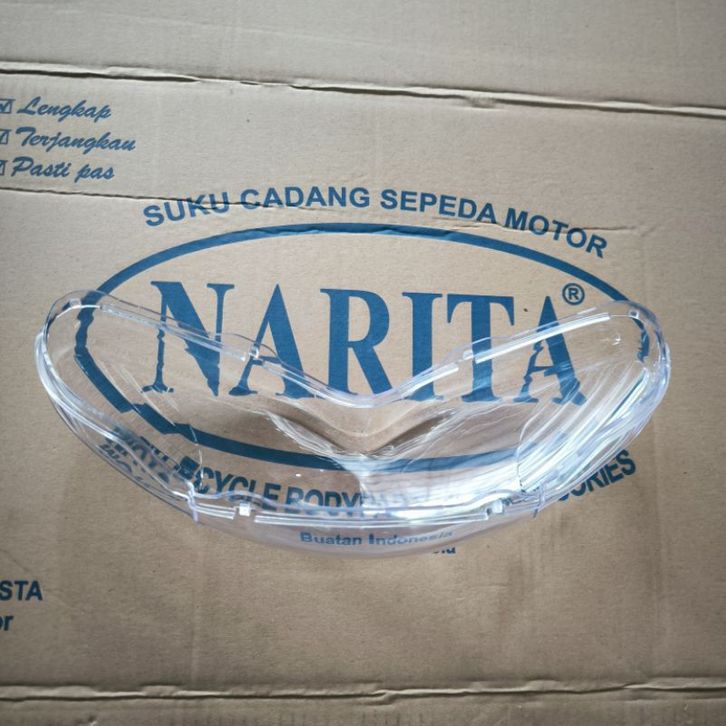 Lengkap
Terjangkau
Pasti pas
SUKU CADANG SEPEDA MOTOR
NARITA®
Buatan Indonesia
STA
or